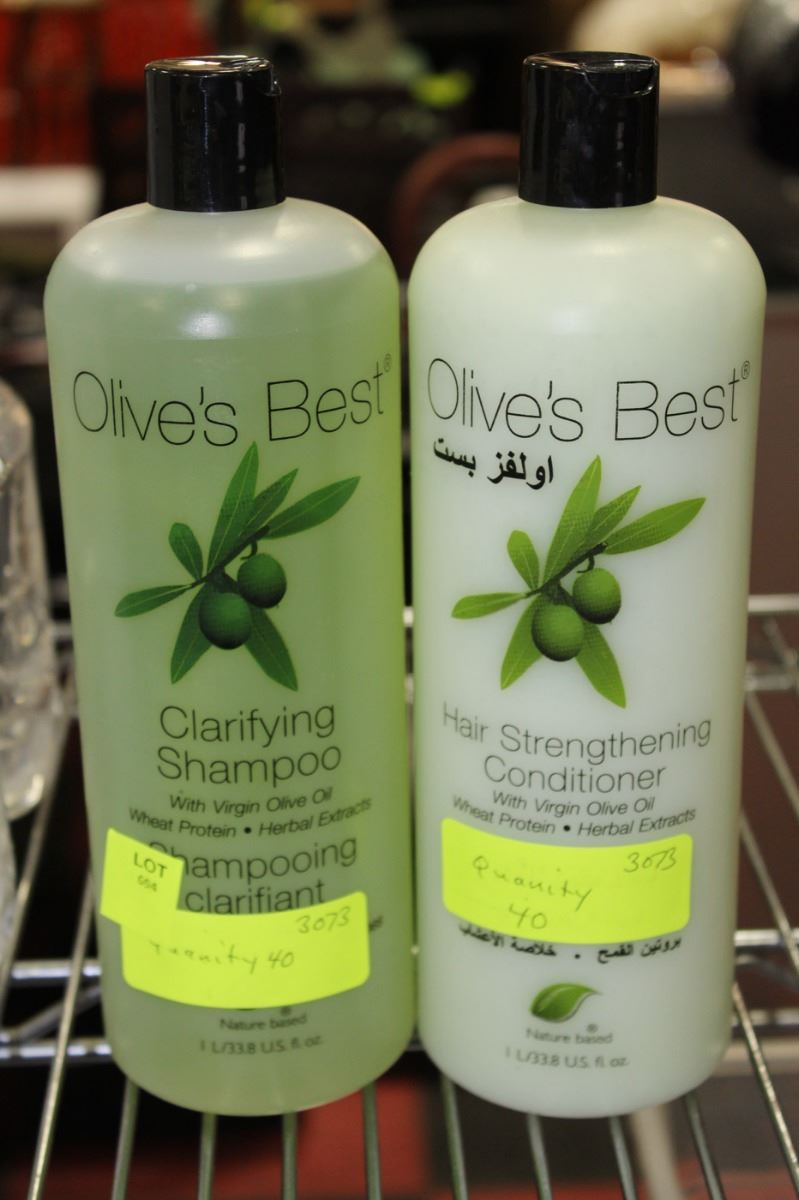 Olive's Best®
Clarifying
Shampoo
With Virgin Olive Oil
Wheat Protein • Herbal Extracts
hampooing
clarifiant
LOT
3073
quanity 40
®
Nature based
1 L/33.8 U.S. fl. oz.
Olive's Best®
اولفز بست
Hair Strengthening
Conditioner
With Virgin Olive Oil
Wheat Protein • Herbal Extracts
3073
Quanity
40
بروتين القمح • خلاصة الأعشاب
®
Nature based
1 L/33.8 U.S. fl. oz.